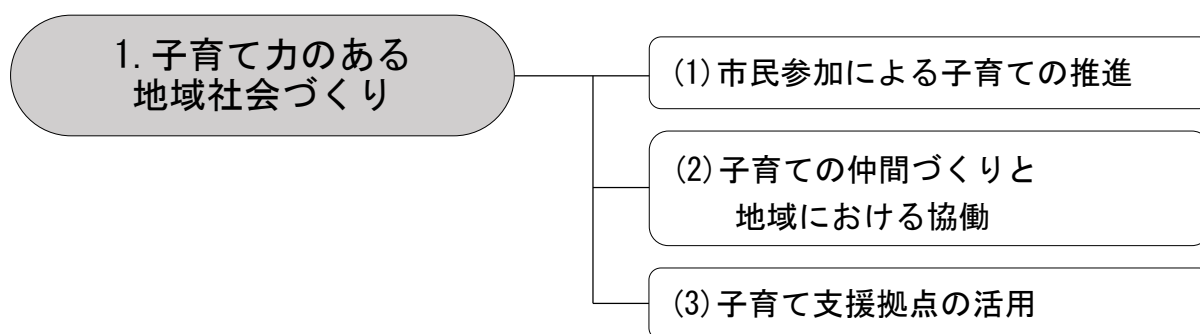 1.子育て力のある
地域社会づくり
(1)市民参加による子育ての推進
(2)子育ての仲間づくりと
地域における協働
(3)子育て支援拠点の活用